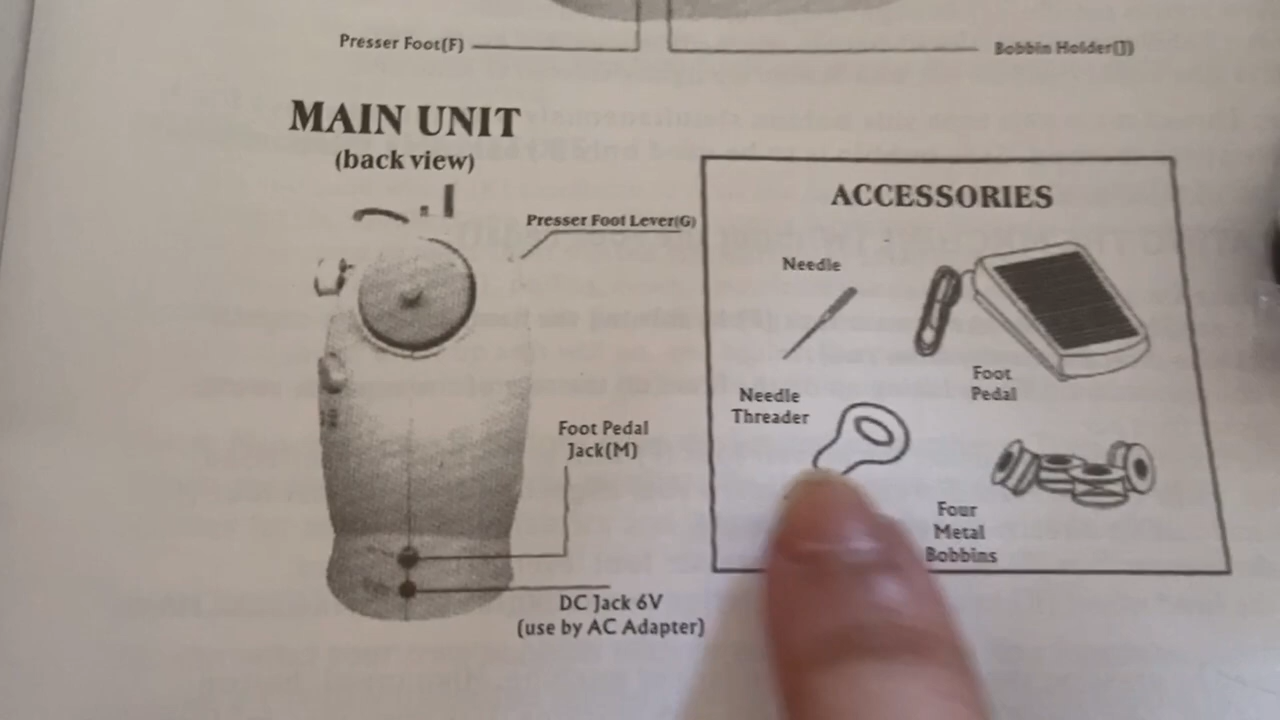 Presser Foot(F)
Bobbin Holder(J)
MAIN UNIT
(back view)
Presser Foot Lever(G)
Foot Pedal
Jack(M)
DC Jack 6V
(use by AC Adapter)
ACCESSORIES
Needle
Foot
Pedal
Needle
Threader
Four
Metal
Bobbins